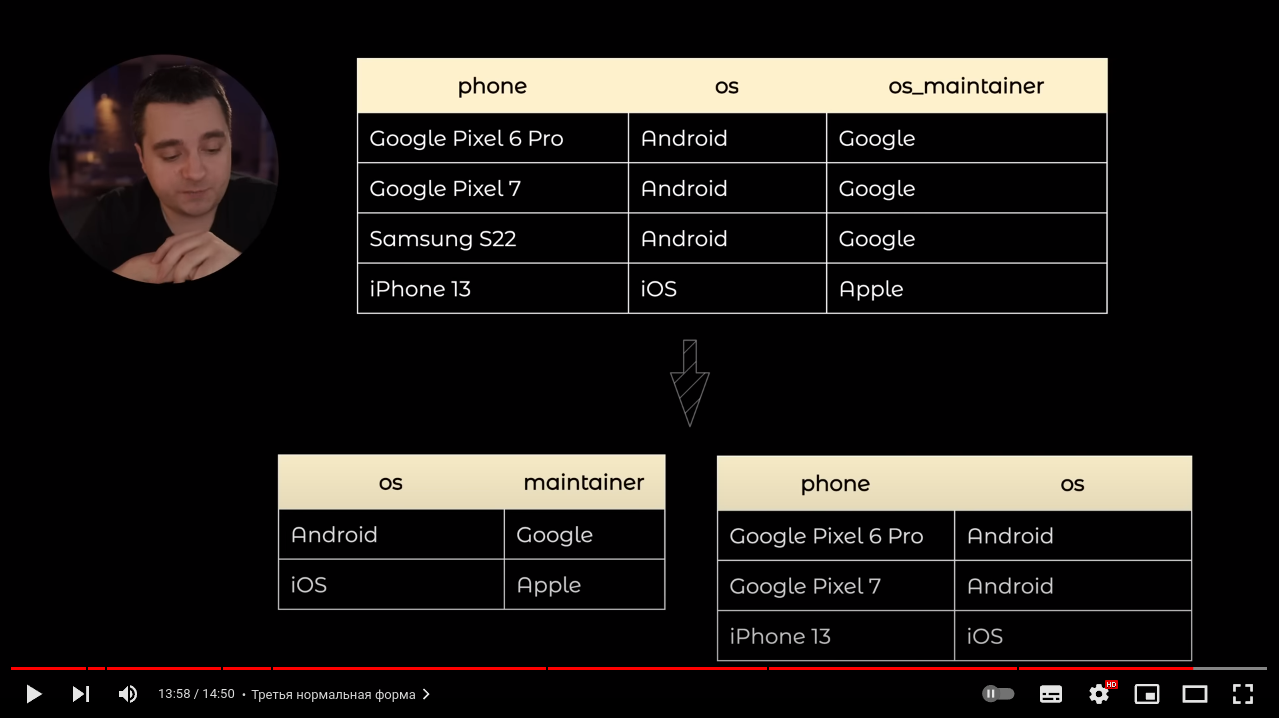 phone os os_maintainer
Google Pixel 6 Pro Android Google
Google Pixel 7 Android Google
Samsung S22 Android Google
iPhone 13 iOS Apple
os maintainer
Android Google
iOS Apple
phone os
Google Pixel 6 Pro Android
Google Pixel 7 Android
iPhone 13 iOS
13:58 / 14:50 • Третья нормальная форма
HD